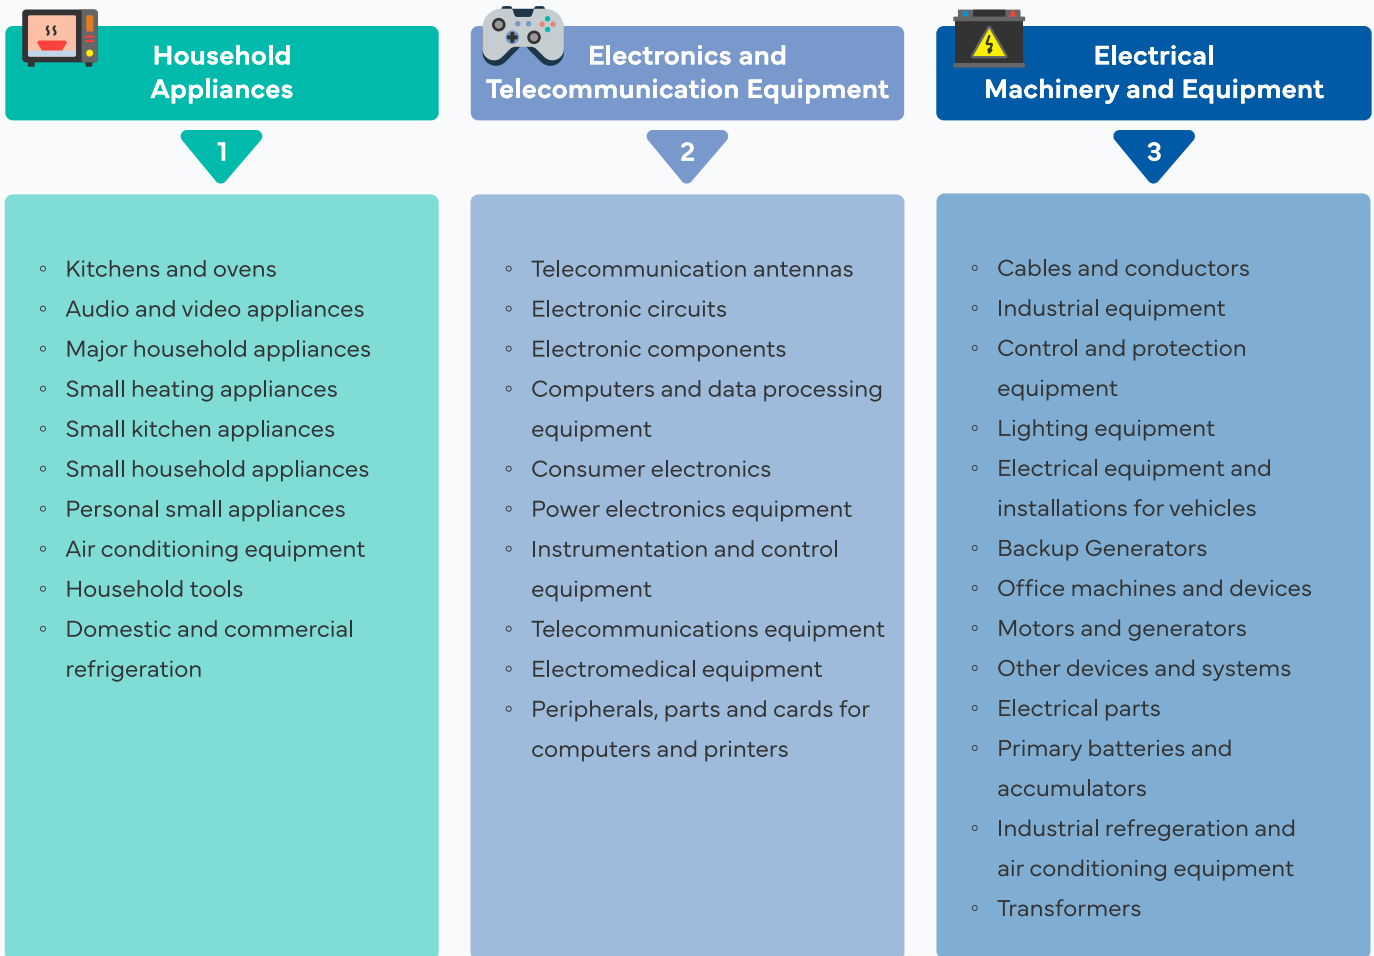 Household
Appliances
1
◦ Kitchens and ovens
◦ Audio and video appliances
◦ Major household appliances
◦ Small heating appliances
◦ Small kitchen appliances
◦ Small household appliances
◦ Personal small appliances
◦ Air conditioning equipment
◦ Household tools
◦ Domestic and commercial
refrigeration
Electronics and
Telecommunication Equipment
2
◦ Telecommunication antennas
◦ Electronic circuits
◦ Electronic components
◦ Computers and data processing
equipment
◦ Consumer electronics
◦ Power electronics equipment
◦ Instrumentation and control
equipment
◦ Telecommunications equipment
◦ Electromedical equipment
◦ Peripherals, parts and cards for
computers and printers
Electrical
Machinery and Equipment
3
◦ Cables and conductors
◦ Industrial equipment
◦ Control and protection
equipment
◦ Lighting equipment
◦ Electrical equipment and
installations for vehicles
◦ Backup Generators
◦ Office machines and devices
◦ Motors and generators
◦ Other devices and systems
◦ Electrical parts
◦ Primary batteries and
accumulators
◦ Industrial refregeration and
air conditioning equipment
◦ Transformers